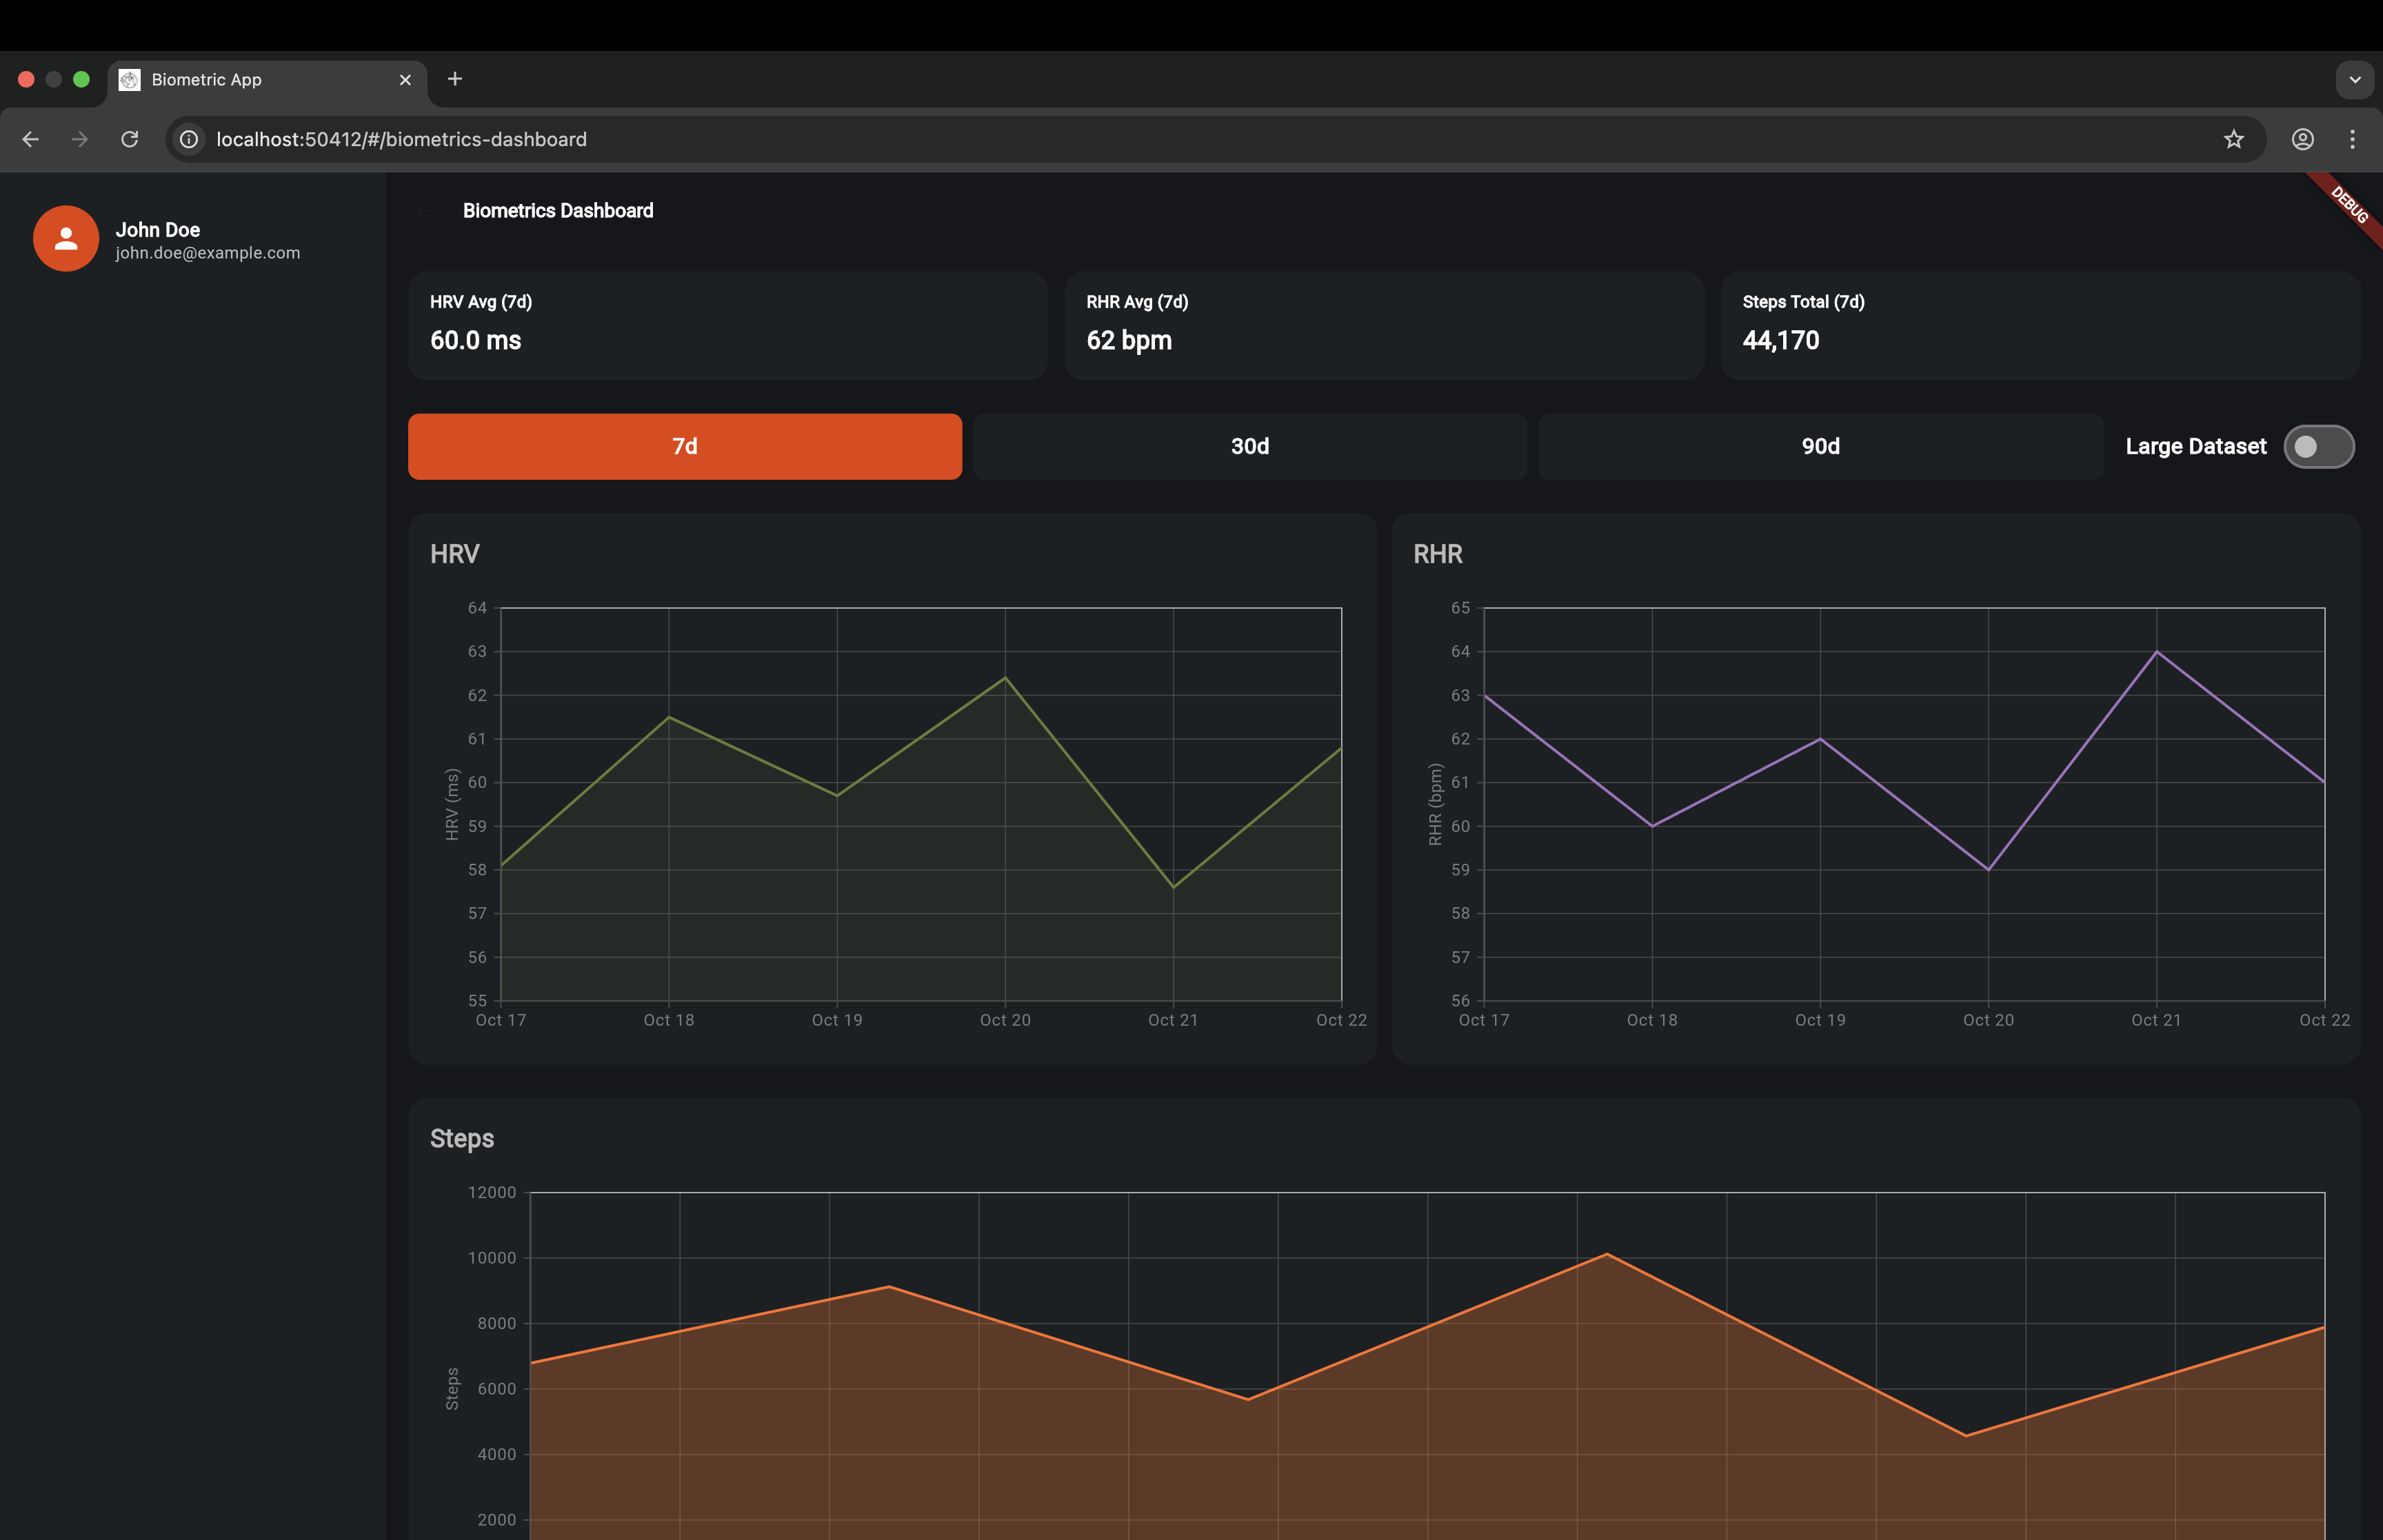 Biometric App
localhost:50412/#/biometrics-dashboard
DEBUG
John Doe
john.doe@example.com
Biometrics Dashboard
HRV Avg (7d)
60.0 ms
RHR Avg (7d)
62 bpm
Steps Total (7d)
44,170
7d
30d
90d
Large Dataset
HRV
64
63
62
61
60
59
58
57
56
55
HRV (ms)
Oct 17
Oct 18
Oct 19
Oct 20
Oct 21
Oct 22
RHR
65
64
63
62
61
60
59
58
57
56
RHR (bpm)
Oct 17
Oct 18
Oct 19
Oct 20
Oct 21
Oct 22
Steps
12000
10000
8000
6000
4000
2000
Steps